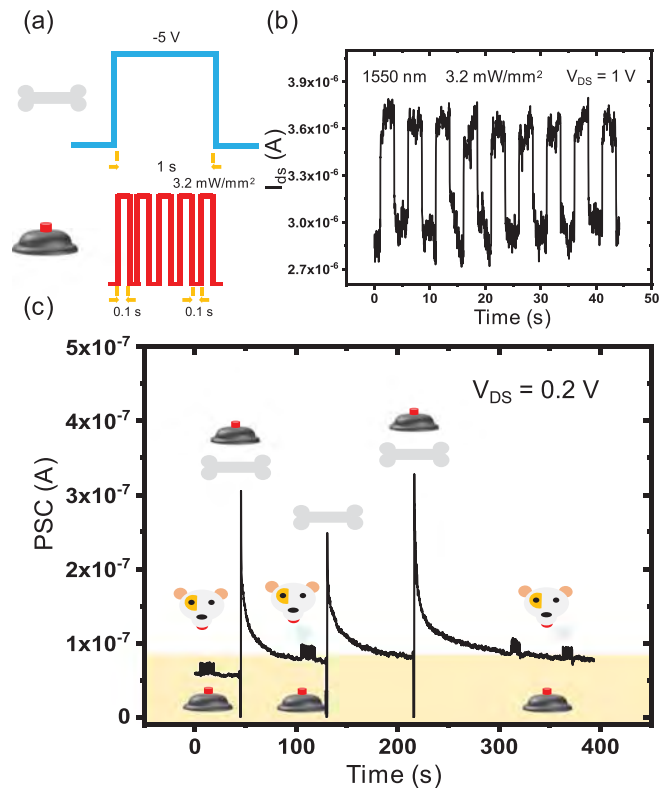 (a)
-5 V
1 s
3.2 mW/mm²
0.1 s 0.1 s
(b)
1550 nm 3.2 mW/mm² V_DS = 1 V
3.9x10⁻⁶
3.6x10⁻⁶
3.3x10⁻⁶
3.0x10⁻⁶
2.7x10⁻⁶
I_ds (A)
0 10 20 30 40 50
Time (s)
(c)
V_DS = 0.2 V
5x10⁻⁷
4x10⁻⁷
3x10⁻⁷
2x10⁻⁷
1x10⁻⁷
0
PSC (A)
0 100 200 300 400
Time (s)